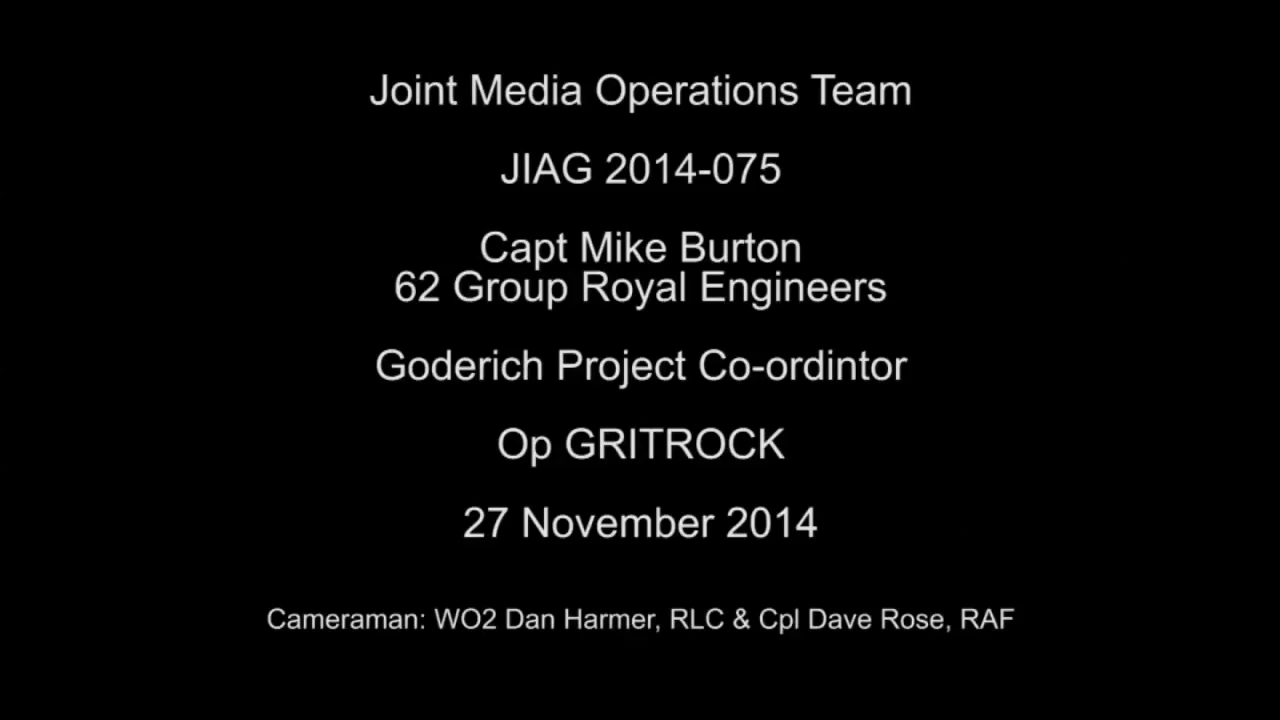 Joint Media Operations Team
JIAG 2014-075
Capt Mike Burton
62 Group Royal Engineers
Goderich Project Co-ordintor
Op GRITROCK
27 November 2014
Cameraman: WO2 Dan Harmer, RLC & Cpl Dave Rose, RAF